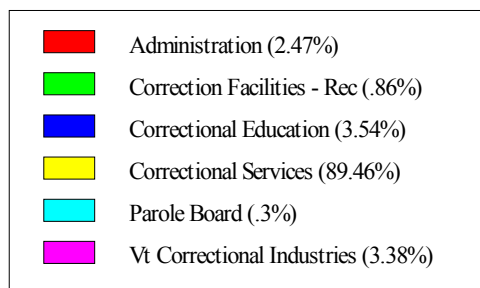 Administration (2.47%)
Correction Facilities - Rec (.86%)
Correctional Education (3.54%)
Correctional Services (89.46%)
Parole Board (.3%)
Vt Correctional Industries (3.38%)